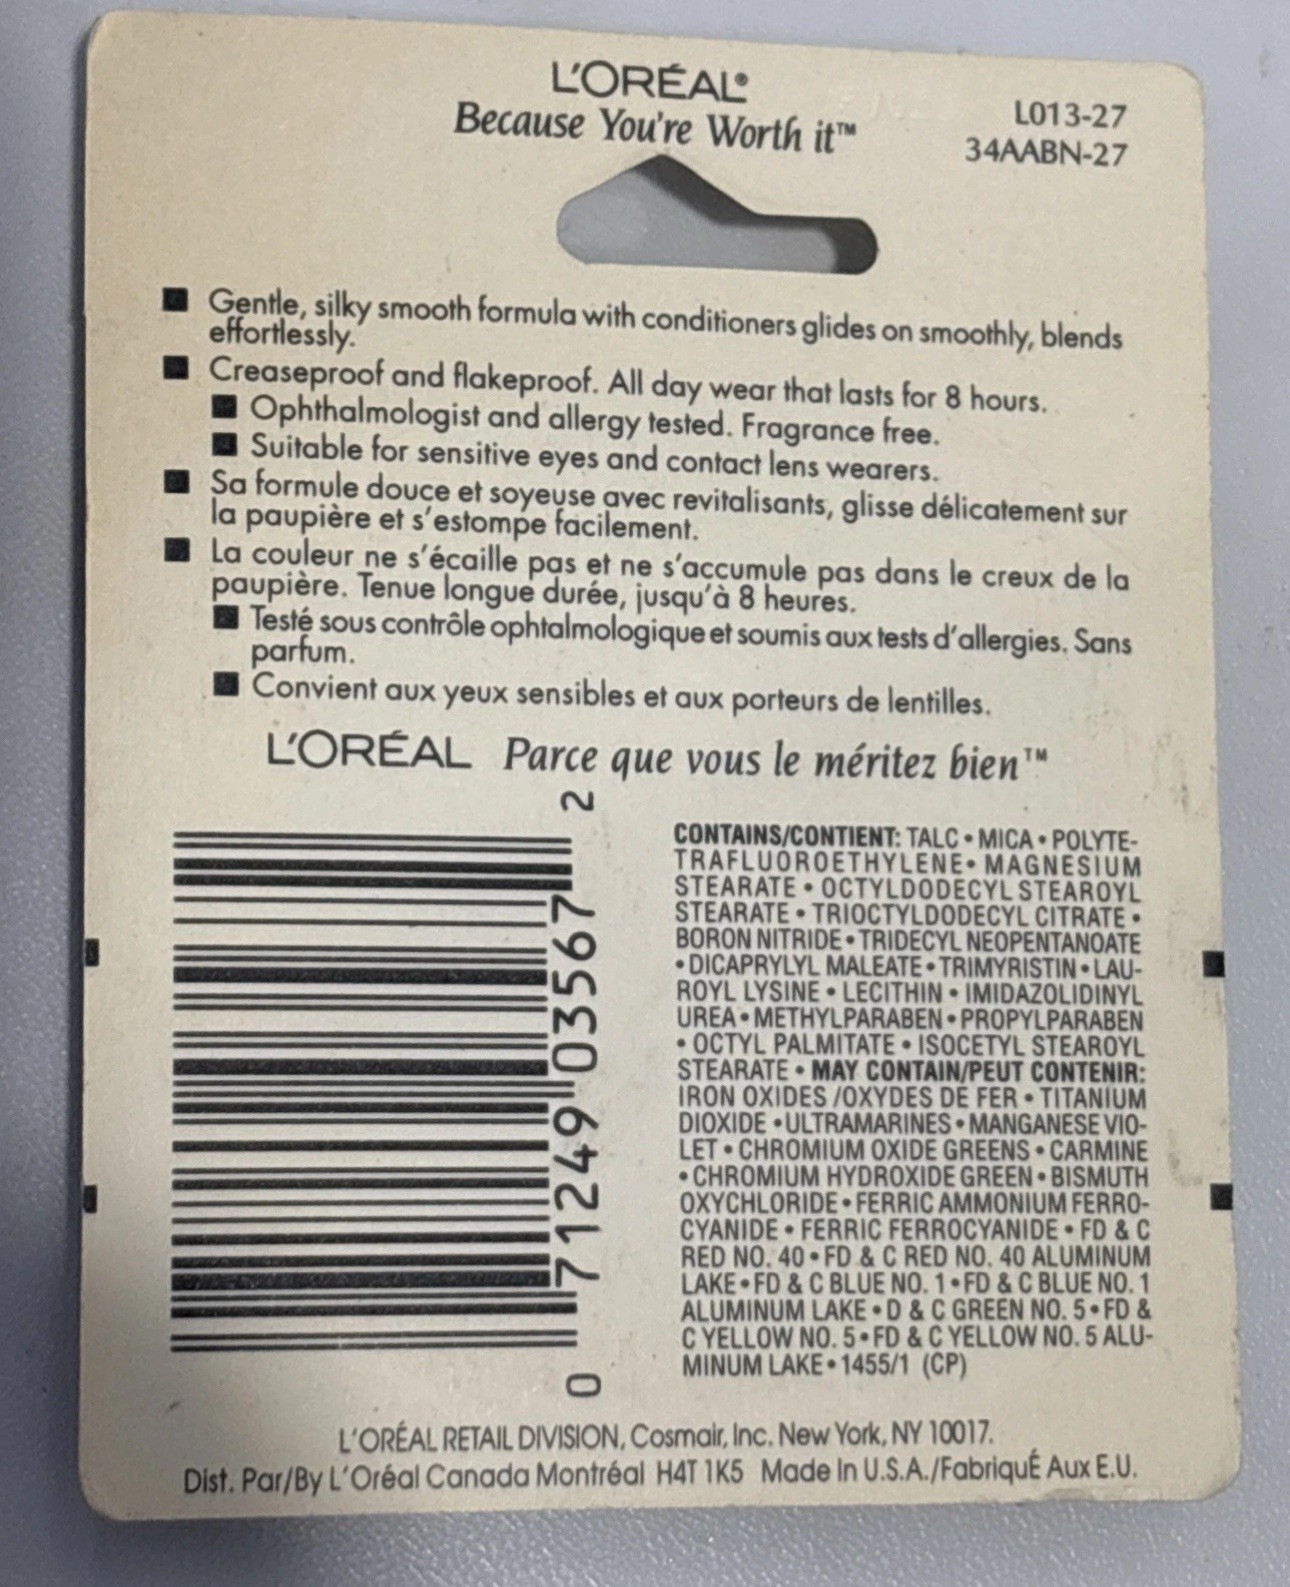 L'ORÉAL®
Because You're Worth it™
L013-27
34AABN-27
■ Gentle, silky smooth formula with conditioners glides on smoothly, blends
effortlessly.
■ Creaseproof and flakeproof. All day wear that lasts for 8 hours.
■ Ophthalmologist and allergy tested. Fragrance free.
■ Suitable for sensitive eyes and contact lens wearers.
■ Sa formule douce et soyeuse avec revitalisants, glisse délicatement sur
la paupière et s'estompe facilement.
■ La couleur ne s'écaille pas et ne s'accumule pas dans le creux de la
paupière. Tenue longue durée, jusqu'à 8 heures.
■ Testé sous contrôle ophtalmologique et soumis aux tests d'allergies. Sans
parfum.
■ Convient aux yeux sensibles et aux porteurs de lentilles.
L'ORÉAL Parce que vous le méritez bien™
0 71249 03567 2
CONTAINS/CONTIENT: TALC • MICA • POLYTE-
TRAFLUOROETHYLENE • MAGNESIUM
STEARATE • OCTYLDODECYL STEAROYL
STEARATE • TRIOCTYLDODECYL CITRATE •
BORON NITRIDE • TRIDECYL NEOPENTANOATE
• DICAPRYLYL MALEATE • TRIMYRISTIN • LAU-
ROYL LYSINE • LECITHIN • IMIDAZOLIDINYL
UREA • METHYLPARABEN • PROPYLPARABEN
• OCTYL PALMITATE • ISOCETYL STEAROYL
STEARATE • MAY CONTAIN/PEUT CONTENIR:
IRON OXIDES /OXYDES DE FER • TITANIUM
DIOXIDE • ULTRAMARINES • MANGANESE VIO-
LET • CHROMIUM OXIDE GREENS • CARMINE
• CHROMIUM HYDROXIDE GREEN • BISMUTH
OXYCHLORIDE • FERRIC AMMONIUM FERRO-
CYANIDE • FERRIC FERROCYANIDE • FD & C
RED NO. 40 • FD & C RED NO. 40 ALUMINUM
LAKE • FD & C BLUE NO. 1 • FD & C BLUE NO. 1
ALUMINUM LAKE • D & C GREEN NO. 5 • FD &
C YELLOW NO. 5 • FD & C YELLOW NO. 5 ALU-
MINUM LAKE • 1455/1 (CP)
L'ORÉAL RETAIL DIVISION, Cosmair, Inc. New York, NY 10017.
Dist. Par/By L'Oréal Canada Montréal H4T 1K5 Made In U.S.A./FabriquÉ Aux E.U.